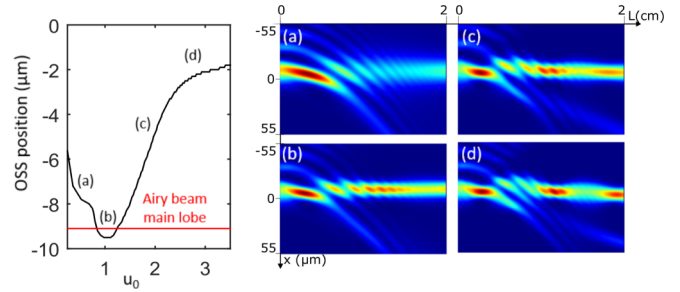 0
-2
-4
-6
-8
-10
OSS position (μm)
(a)
(b)
(c)
(d)
Airy beam
main lobe
1
2
3
u0
0
2
0
2
L(cm)
-55
0
55
(a)
(c)
-55
0
55
(b)
(d)
x (μm)